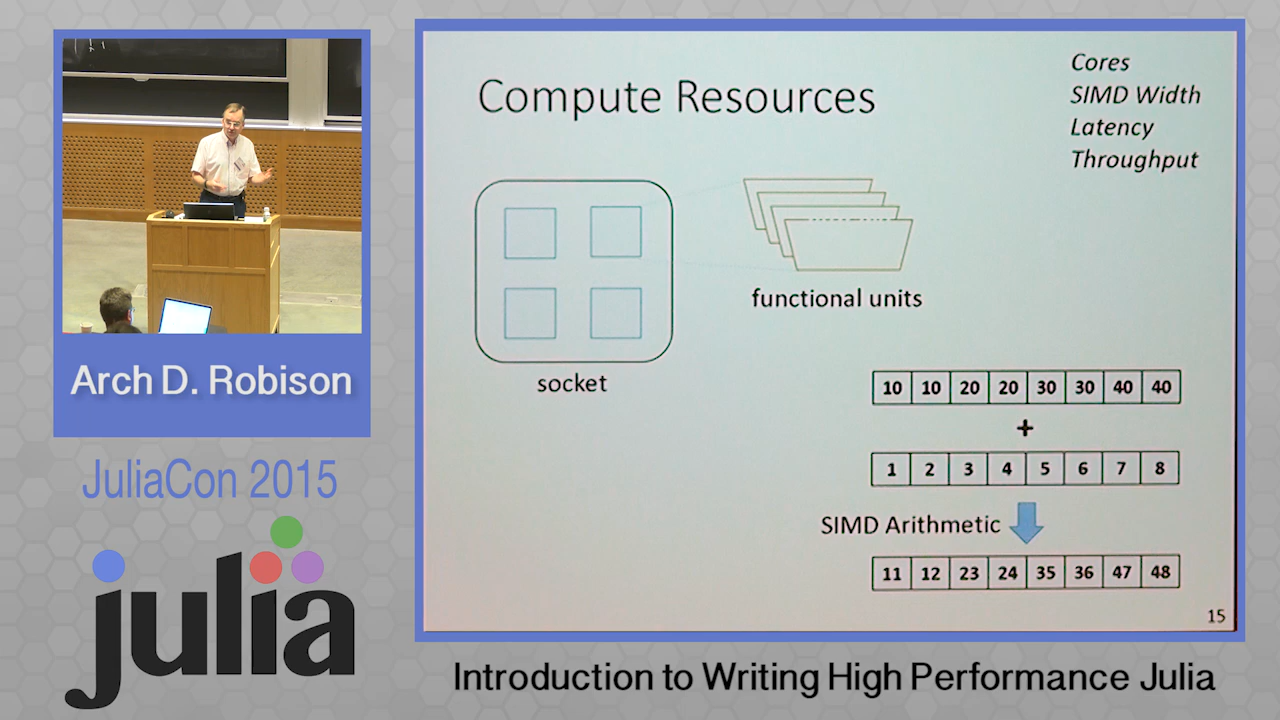 Compute Resources
Cores
SIMD Width
Latency
Throughput
functional units
socket
10 10 20 20 30 30 40 40
+
1 2 3 4 5 6 7 8
SIMD Arithmetic
11 12 23 24 35 36 47 48
15
Arch D. Robison
JuliaCon 2015
julia
Introduction to Writing High Performance Julia